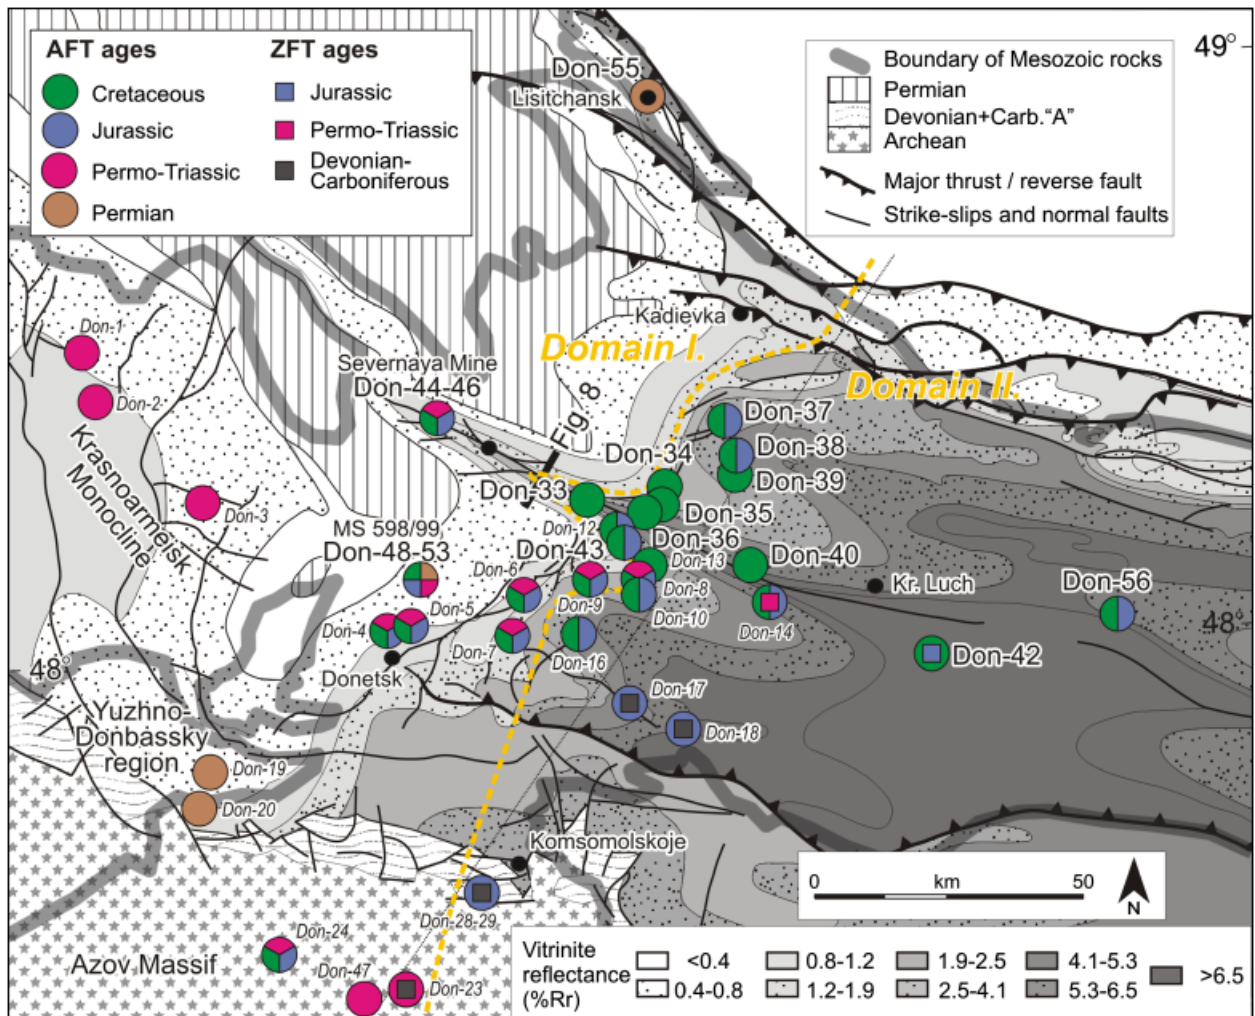 AFT ages
Cretaceous
Jurassic
Permo-Triassic
Permian
ZFT ages
Jurassic
Permo-Triassic
Devonian-
Carboniferous
Boundary of Mesozoic rocks
Permian
Devonian+Carb."A"
Archean
Major thrust / reverse fault
Strike-slips and normal faults
49°
Don-55
Lisitchansk
Kadievka
Domain I.
Domain II.
Don-1
Don-2
Krasnoarmeisk
Monocline
Don-3
Severnaya Mine
Don-44-46
Fig. 8
Don-37
Don-38
Don-39
Don-34
Don-33
Don-35
Don-12
Don-36
MS 598/99
Don-48-53
Don-43
Don-13
Don-40
Don-6
Don-9
Don-8
Don-10
Kr. Luch
Don-56
48°
Don-14
Don-5
Don-4
Don-7
Don-16
Donetsk
Don-42
48°
Don-17
Don-18
Yuzhno-
Donbassky
region
Don-19
Don-20
Komsomolskoje
Don-28-29
Don-24
Azov Massif
Don-47
Don-23
0 km 50
N
Vitrinite
reflectance
(%Rr)
<0.4
0.4-0.8
0.8-1.2
1.2-1.9
1.9-2.5
2.5-4.1
4.1-5.3
5.3-6.5
>6.5